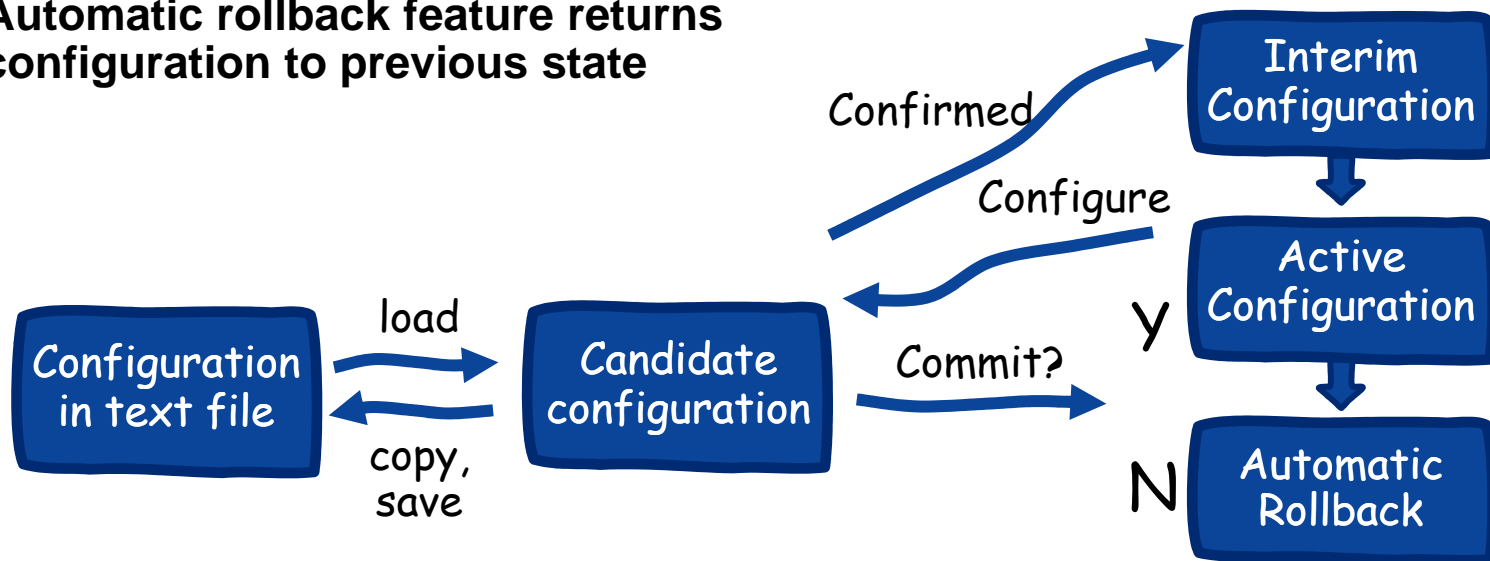 Automatic rollback feature returns
configuration to previous state
Confirmed
Interim
Configuration
Configure
Active
Configuration
Y
load
Configuration
in text file
Candidate
configuration
Commit?
copy,
save
N
Automatic
Rollback